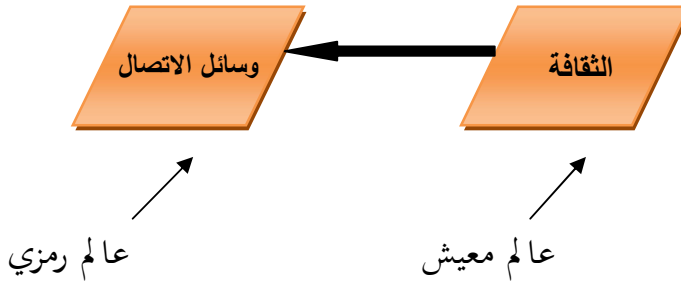 الثقافة
وسائل الاتصال
عالم معيش
عالم رمزي